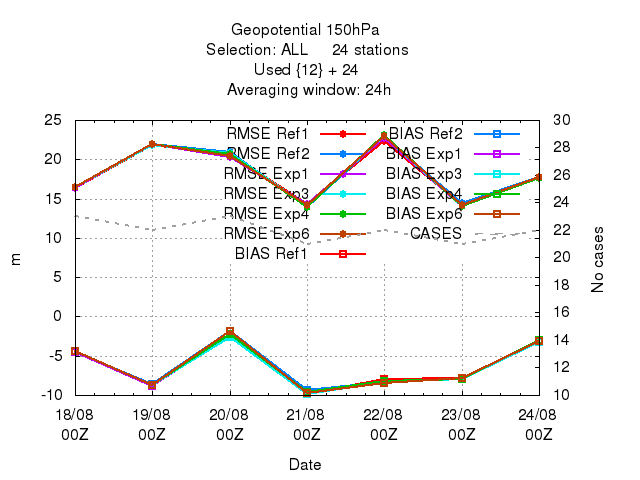 Geopotential 150hPa
Selection: ALL     24 stations
Used {12} + 24
Averaging window: 24h
25
20
15
10
5
0
-5
-10
m
30
28
26
24
22
20
18
16
14
12
10
No cases
RMSE Ref1
RMSE Ref2
RMSE Exp1
RMSE Exp3
RMSE Exp4
RMSE Exp6
BIAS Ref1
BIAS Ref2
BIAS Exp1
BIAS Exp3
BIAS Exp4
BIAS Exp6
CASES
18/08 19/08 20/08 21/08 22/08 23/08 24/08
00Z 00Z 00Z 00Z 00Z 00Z 00Z
Date